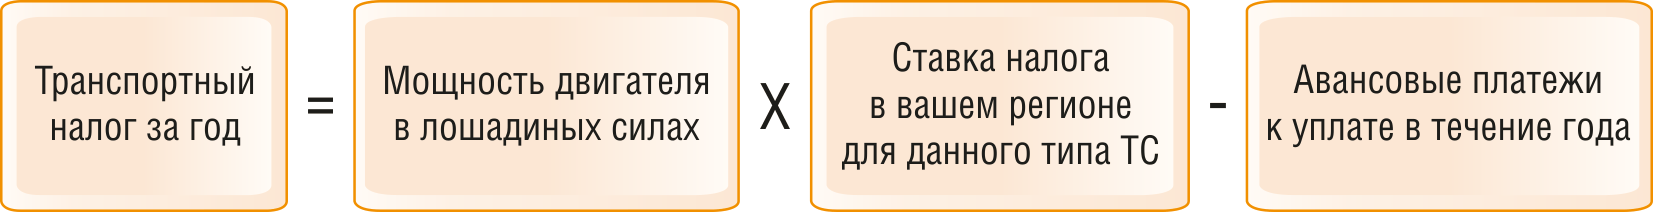 Транспортный
налог за год
=
Мощность двигателя
в лошадиных силах
X
Ставка налога
в вашем регионе
для данного типа ТС
-
Авансовые платежи
к уплате в течение года